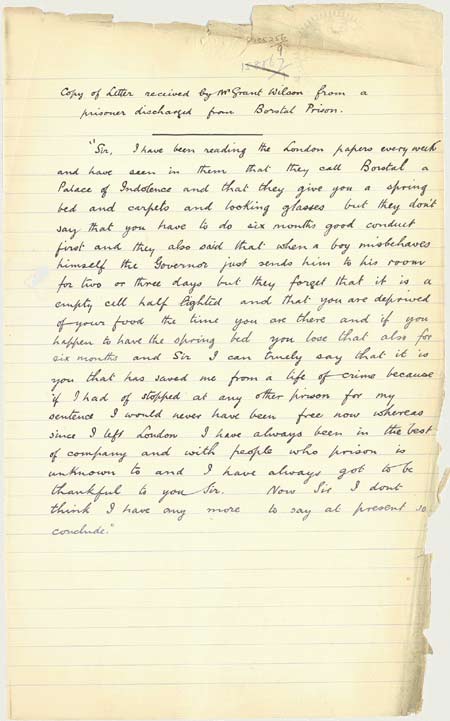 9
Copy of Letter received by Mr Grant Wilson from a
prisoner discharged from Borstal Prison.
"Sir, I have been reading the London papers every week
and have seen in them that they call Borstal a
Palace of Indolence and that they give you a spring
bed and carpets and looking glasses but they don't
say that you have to do six months good conduct
first and they also said that when a boy misbehaves
himself the Governor just sends him to his room
for two or three days but they forget that it is a
empty cell half lighted and that you are deprived
of your food the time you are there and if you
happen to have the spring bed you lose that also for
six months and Sir I can truely say that it is
you that has saved me from a life of crime because
if I had of stopped at any other prison for my
sentence I would never have been free now whereas
since I left London I have always been in the best
of company and with people who prison is
unknown to and I have always got to be
thankful to you Sir. Now Sir I dont
think I have any more to say at present so
conclude."